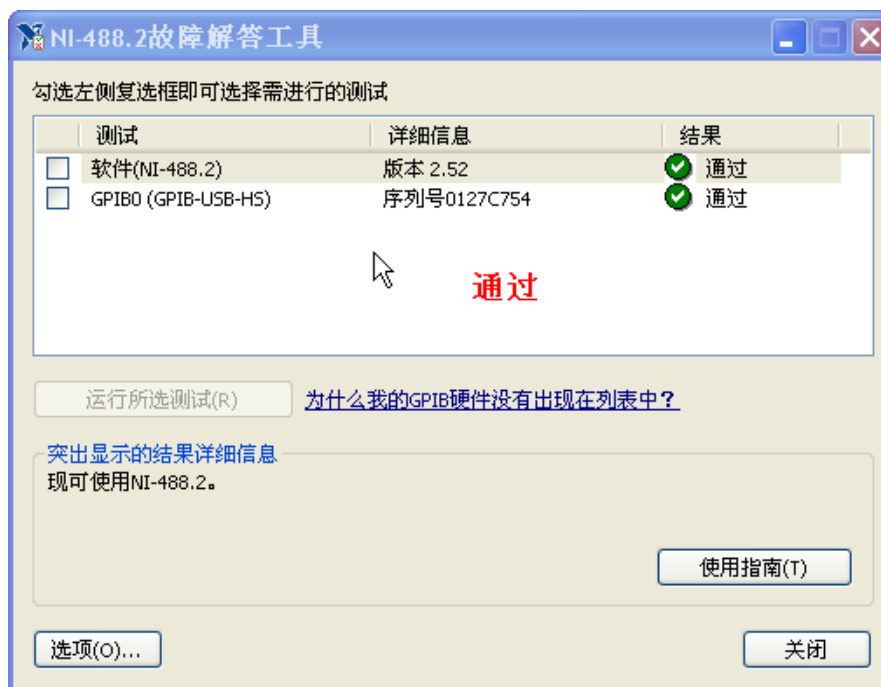 NI-488.2故障解答工具
勾选左侧复选框即可选择需进行的测试
测试 详细信息 结果
软件(NI-488.2) 版本 2.52 通过
GPIB0 (GPIB-USB-HS) 序列号0127C754 通过
通过
运行所选测试(R) 为什么我的GPIB硬件没有出现在列表中？
突出显示的结果详细信息
现可使用NI-488.2。
使用指南(T)
选项(O)... 关闭